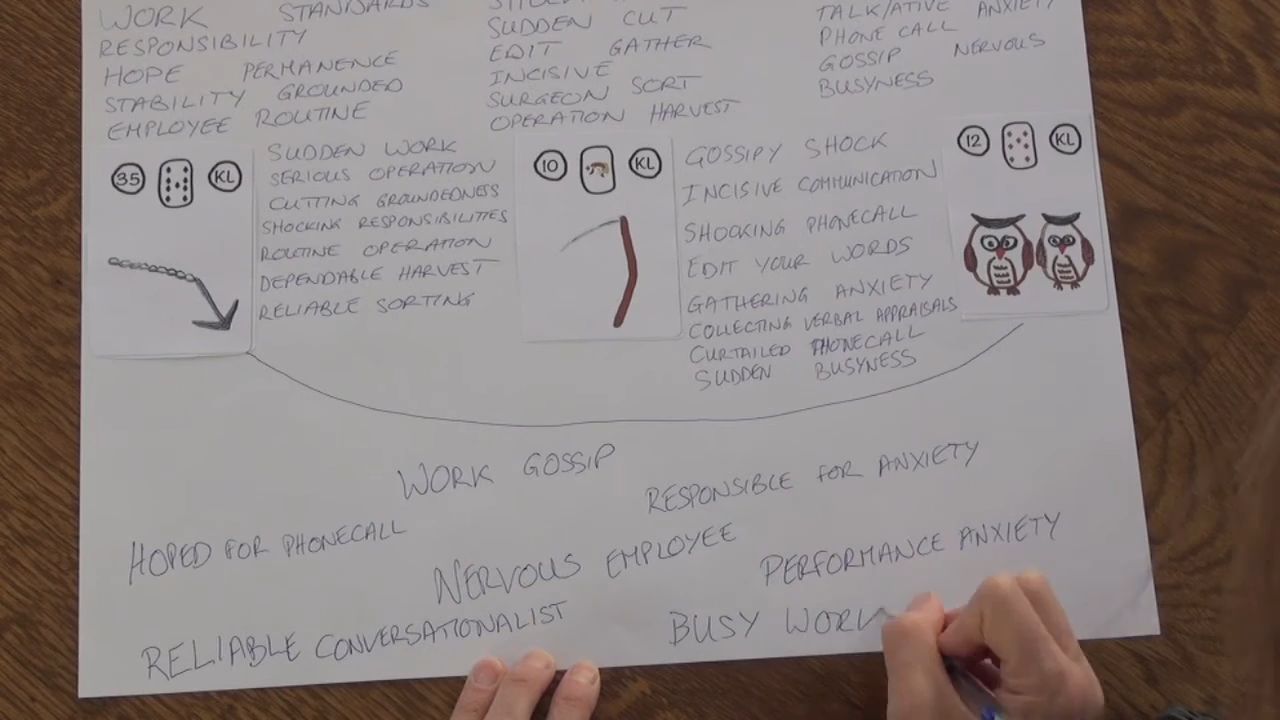 WORK STANDARDS
RESPONSIBILITY
HOPE PERMANENCE
STABILITY GROUNDED
EMPLOYEE ROUTINE
SUDDEN CUT
EDIT GATHER
INCISIVE
SURGEON SORT
OPERATION HARVEST
TALK/ATIVE ANXIETY
PHONE CALL
GOSSIP NERVOUS
BUSYNESS
35 KL
SUDDEN WORK
SERIOUS OPERATION
CUTTING GROUNDEDNESS
SHOCKING RESPONSIBILITIES
ROUTINE OPERATION
DEPENDABLE HARVEST
RELIABLE SORTING
10 KL
GOSSIPY SHOCK
INCISIVE COMMUNICATION
SHOCKING PHONECALL
EDIT YOUR WORDS
GATHERING ANXIETY
COLLECTING VERBAL APPRAISALS
CURTAILED PHONECALL
SUDDEN BUSYNESS
12 KL
WORK GOSSIP
RESPONSIBLE FOR ANXIETY
HOPED FOR PHONECALL
NERVOUS EMPLOYEE
PERFORMANCE ANXIETY
RELIABLE CONVERSATIONALIST
BUSY WOR